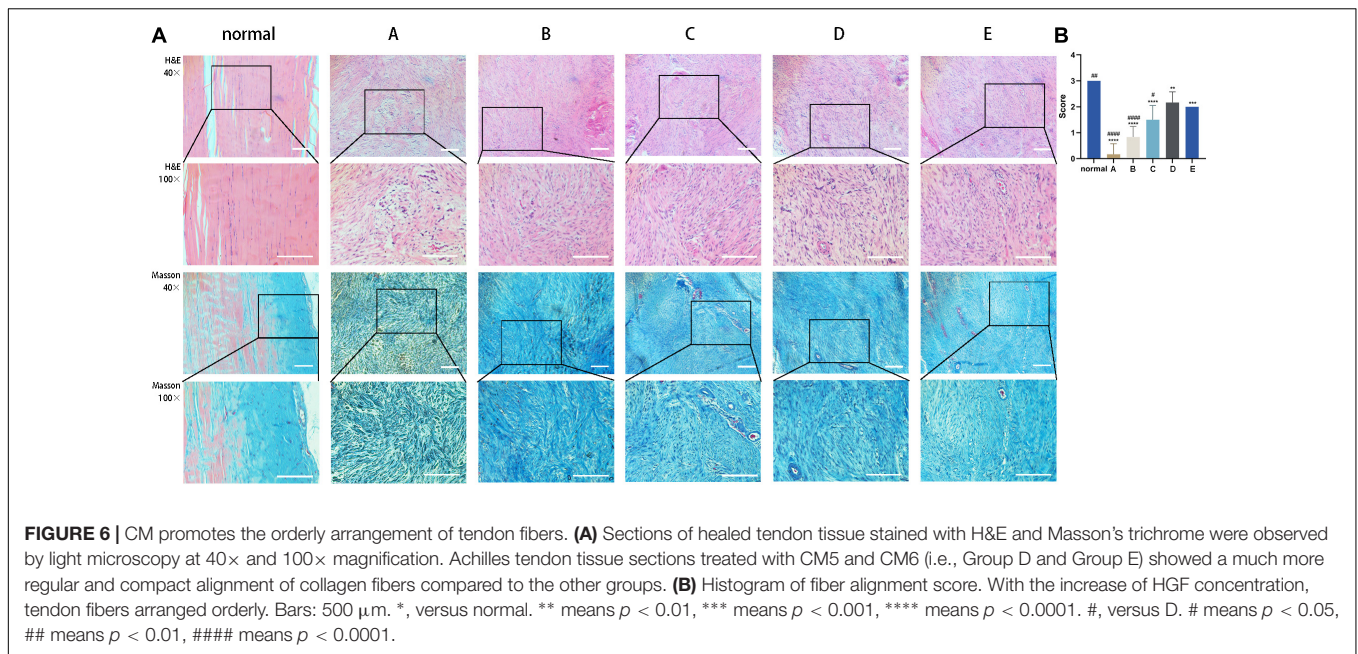 A normal A B C D E B
H&E
40×
H&E
100×
Masson
40×
Masson
100×
Score
4
3
2
1
0
##
####
****
####
****
#
****
**
***
normal A B C D E
FIGURE 6 | CM promotes the orderly arrangement of tendon fibers. (A) Sections of healed tendon tissue stained with H&E and Masson's trichrome were observed
by light microscopy at 40× and 100× magnification. Achilles tendon tissue sections treated with CM5 and CM6 (i.e., Group D and Group E) showed a much more
regular and compact alignment of collagen fibers compared to the other groups. (B) Histogram of fiber alignment score. With the increase of HGF concentration,
tendon fibers arranged orderly. Bars: 500 μm. *, versus normal. ** means p < 0.01, *** means p < 0.001, **** means p < 0.0001. #, versus D. # means p < 0.05,
## means p < 0.01, #### means p < 0.0001.